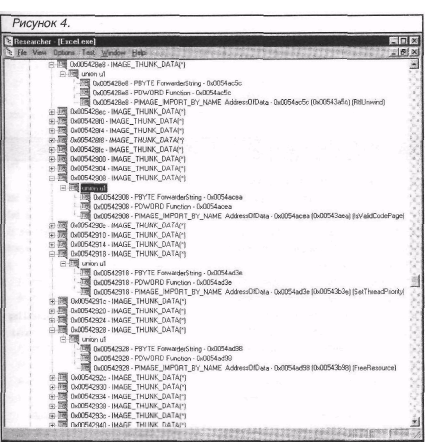 Рисунок 4.
Researcher - [Excel.exe]
File View Options Test Window Help
0x005428e8 - IMAGE_THUNK_DATA(*)
union u1
0x005428e8 - PBYTE ForwarderString - 0x0054ac5c
0x005428e8 - PDWORD Function - 0x0054ac5c
0x005428e8 - PIMAGE_IMPORT_BY_NAME AddressOfData - 0x0054ac5c (0x00543a5c) (RtlUnwind)
0x005428ec - IMAGE_THUNK_DATA(*)
0x005428f0 - IMAGE_THUNK_DATA(*)
0x005428f4 - IMAGE_THUNK_DATA(*)
0x005428f8 - IMAGE_THUNK_DATA(*)
0x005428fc - IMAGE_THUNK_DATA(*)
0x00542900 - IMAGE_THUNK_DATA(*)
0x00542904 - IMAGE_THUNK_DATA(*)
0x00542908 - IMAGE_THUNK_DATA(*)
union u1
0x00542908 - PBYTE ForwarderString - 0x0054acea
0x00542908 - PDWORD Function - 0x0054acea
0x00542908 - PIMAGE_IMPORT_BY_NAME AddressOfData - 0x0054acea (0x00543aea) (IsValidCodePage)
0x0054290c - IMAGE_THUNK_DATA(*)
0x00542910 - IMAGE_THUNK_DATA(*)
0x00542914 - IMAGE_THUNK_DATA(*)
0x00542918 - IMAGE_THUNK_DATA(*)
union u1
0x00542918 - PBYTE ForwarderString - 0x0054ad3e
0x00542918 - PDWORD Function - 0x0054ad3e
0x00542918 - PIMAGE_IMPORT_BY_NAME AddressOfData - 0x0054ad3e (0x00543b3e) (SetThreadPriority)
0x0054291c - IMAGE_THUNK_DATA(*)
0x00542920 - IMAGE_THUNK_DATA(*)
0x00542924 - IMAGE_THUNK_DATA(*)
0x00542928 - IMAGE_THUNK_DATA(*)
union u1
0x00542928 - PBYTE ForwarderString - 0x0054ad98
0x00542928 - PDWORD Function - 0x0054ad98
0x00542928 - PIMAGE_IMPORT_BY_NAME AddressOfData - 0x0054ad98 (0x00543b98) (FreeResource)
0x0054292c - IMAGE_THUNK_DATA(*)
0x00542930 - IMAGE_THUNK_DATA(*)
0x00542934 - IMAGE_THUNK_DATA(*)
0x00542938 - IMAGE_THUNK_DATA(*)
0x0054293c - IMAGE_THUNK_DATA(*)
0x00542940 - IMAGE_THUNK_DATA(*)